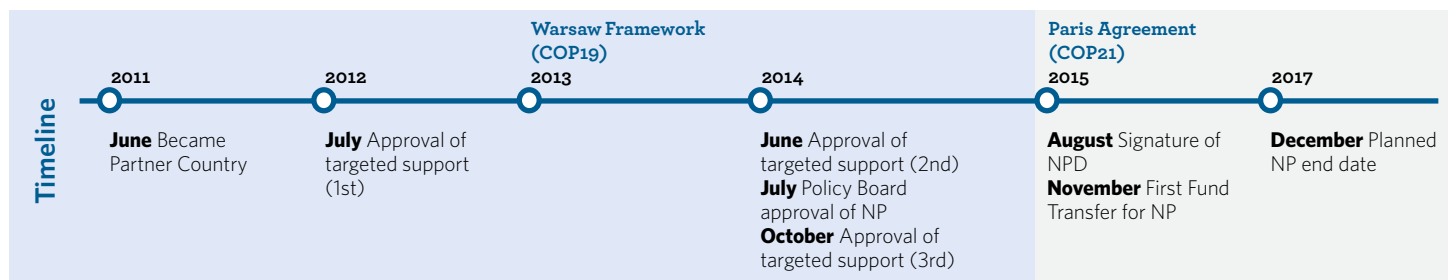 Timeline
Warsaw Framework
(COP19)
Paris Agreement
(COP21)
2011
2012
2013
2014
2015
2017
June Became
Partner Country
July Approval of
targeted support
(1st)
June Approval of
targeted support (2nd)
July Policy Board
approval of NP
October Approval of
targeted support (3rd)
August Signature of
NPD
November First Fund
Transfer for NP
December Planned
NP end date